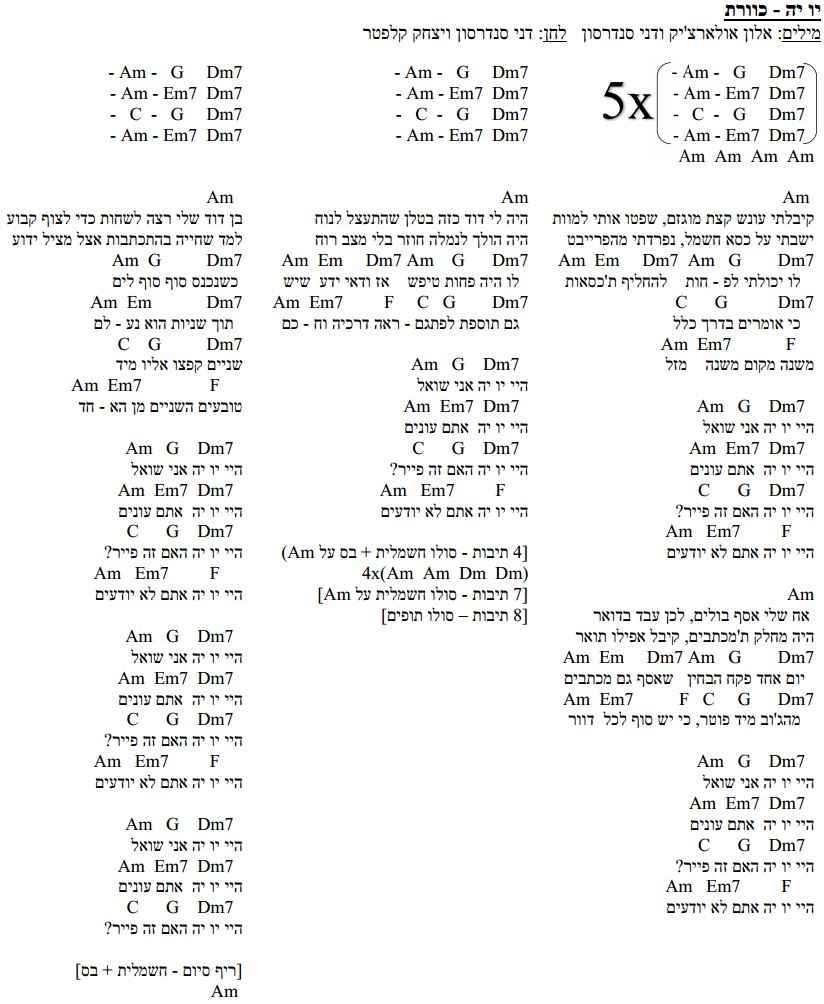 יו יה - כוורת
מילים: אלון אולארצ'יק ודני סנדרסון   לחן: דני סנדרסון ויצחק קלפטר
- Am -  G  Dm7
- Am - Em7  Dm7
-  C  -  G  Dm7
- Am - Em7  Dm7
5x
Am  Am  Am  Am
Am
קיבלתי עונש קצת מוגזם, שפטו אותי למוות
ישבתי על כסא חשמל, נפרדתי מהפרייבט
Am  Em  Dm7  Am  G  Dm7
לו יכולתי לפ - חות   להחליף ת'כסאות
C  G  Dm7
כי אומרים בדרך כלל
Am  Em7  F
משנה מקום משנה   מזל
Am  G  Dm7
היי יו יה אני שואל
Am  Em7  Dm7
היי יו יה  אתם עונים
C  G  Dm7
היי יו יה האם זה פייר?
Am  Em7  F
היי יו יה אתם לא יודעים
Am
אח שלי אסף בולים, לכן עבד בדואר
היה מחלק ת'מכתבים, קיבל אפילו תואר
Am  Em  Dm7  Am  G  Dm7
יום אחד פקח הבחין   שאסף גם מכתבים
Am  Em7  F  C  G  Dm7
מהג'וב מיד פוטר, כי יש סוף לכל  דוור
Am  G  Dm7
היי יו יה אני שואל
Am  Em7  Dm7
היי יו יה  אתם עונים
C  G  Dm7
היי יו יה האם זה פייר?
Am  Em7  F
היי יו יה אתם לא יודעים
- Am -  G  Dm7
- Am - Em7  Dm7
-  C  -  G  Dm7
- Am - Em7  Dm7
Am
היה לי דוד כזה בטלן שהתעצל לנוח
היה הולך לנמלה חוזר בלי מצב רוח
Am  Em  Dm7  Am  G  Dm7
לו היה פחות טיפש   אז ודאי ידע  שיש
Am  Em7  F  C  G  Dm7
גם תוספת לפתגם - ראה דרכיה וח - כם
Am  G  Dm7
היי יו יה אני שואל
Am  Em7  Dm7
היי יו יה  אתם עונים
C  G  Dm7
היי יו יה האם זה פייר?
Am  Em7  F
היי יו יה אתם לא יודעים
[4 תיבות - סולו חשמלית + בס על Am)
4x(Am  Am  Dm  Dm)
[7 תיבות - סולו חשמלית על Am]
[8 תיבות – סולו תופים]
- Am -  G  Dm7
- Am - Em7  Dm7
-  C  -  G  Dm7
- Am - Em7  Dm7
Am
בן דוד שלי רצה לשחות כדי לצוף קבוע
למד שחייה בהתכתבות אצל מציל ידוע
Am  G  Dm7
כשנכנס סוף סוף לים
Am  Em  Dm7
תוך שניות הוא נע - לם
C  G  Dm7
שניים קפצו אליו מיד
Am  Em7  F
טובעים השניים מן הא - חד
Am  G  Dm7
היי יו יה אני שואל
Am  Em7  Dm7
היי יו יה  אתם עונים
C  G  Dm7
היי יו יה האם זה פייר?
Am  Em7  F
היי יו יה אתם לא יודעים
Am  G  Dm7
היי יו יה אני שואל
Am  Em7  Dm7
היי יו יה  אתם עונים
C  G  Dm7
היי יו יה האם זה פייר?
Am  Em7  F
היי יו יה אתם לא יודעים
Am  G  Dm7
היי יו יה אני שואל
Am  Em7  Dm7
היי יו יה  אתם עונים
C  G  Dm7
היי יו יה האם זה פייר?
[ריף סיום - חשמלית + בס]
Am